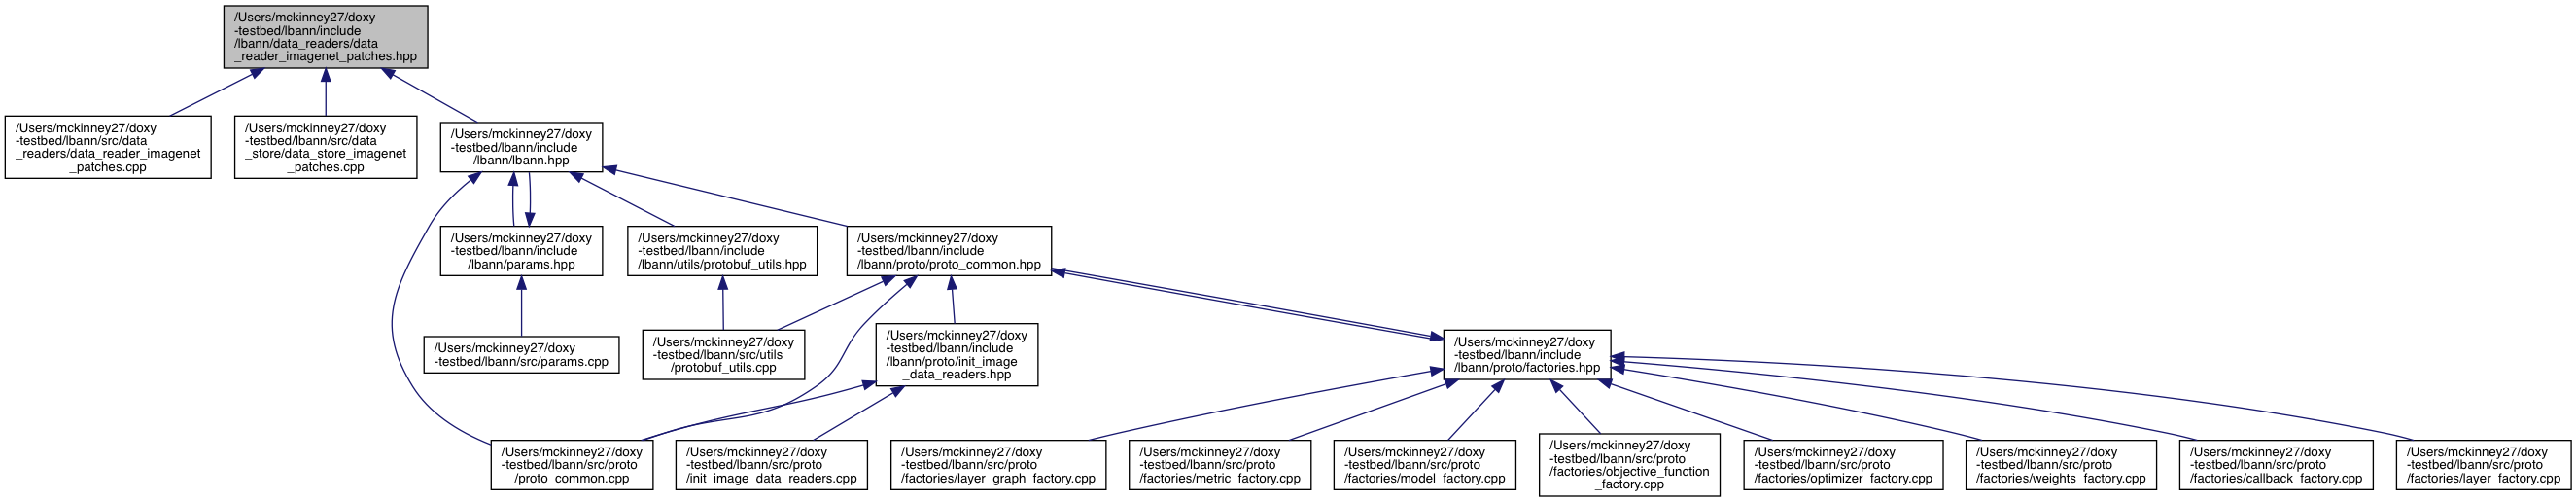 /Users/mckinney27/doxy
-testbed/lbann/include
/lbann/data_readers/data
_reader_imagenet_patches.hpp
/Users/mckinney27/doxy
-testbed/lbann/src/data
_readers/data_reader_imagenet
_patches.cpp
/Users/mckinney27/doxy
-testbed/lbann/src/data
_store/data_store_imagenet
_patches.cpp
/Users/mckinney27/doxy
-testbed/lbann/include
/lbann/lbann.hpp
/Users/mckinney27/doxy
-testbed/lbann/include
/lbann/params.hpp
/Users/mckinney27/doxy
-testbed/lbann/include
/lbann/utils/protobuf_utils.hpp
/Users/mckinney27/doxy
-testbed/lbann/include
/lbann/proto/proto_common.hpp
/Users/mckinney27/doxy
-testbed/lbann/src/params.cpp
/Users/mckinney27/doxy
-testbed/lbann/src/utils
/protobuf_utils.cpp
/Users/mckinney27/doxy
-testbed/lbann/include
/lbann/proto/init_image
_data_readers.hpp
/Users/mckinney27/doxy
-testbed/lbann/include
/lbann/proto/factories.hpp
/Users/mckinney27/doxy
-testbed/lbann/src/proto
/proto_common.cpp
/Users/mckinney27/doxy
-testbed/lbann/src/proto
/init_image_data_readers.cpp
/Users/mckinney27/doxy
-testbed/lbann/src/proto
/factories/layer_graph_factory.cpp
/Users/mckinney27/doxy
-testbed/lbann/src/proto
/factories/metric_factory.cpp
/Users/mckinney27/doxy
-testbed/lbann/src/proto
/factories/model_factory.cpp
/Users/mckinney27/doxy
-testbed/lbann/src/proto
/factories/objective_function
_factory.cpp
/Users/mckinney27/doxy
-testbed/lbann/src/proto
/factories/optimizer_factory.cpp
/Users/mckinney27/doxy
-testbed/lbann/src/proto
/factories/weights_factory.cpp
/Users/mckinney27/doxy
-testbed/lbann/src/proto
/factories/callback_factory.cpp
/Users/mckinney27/doxy
-testbed/lbann/src/proto
/factories/layer_factory.cpp